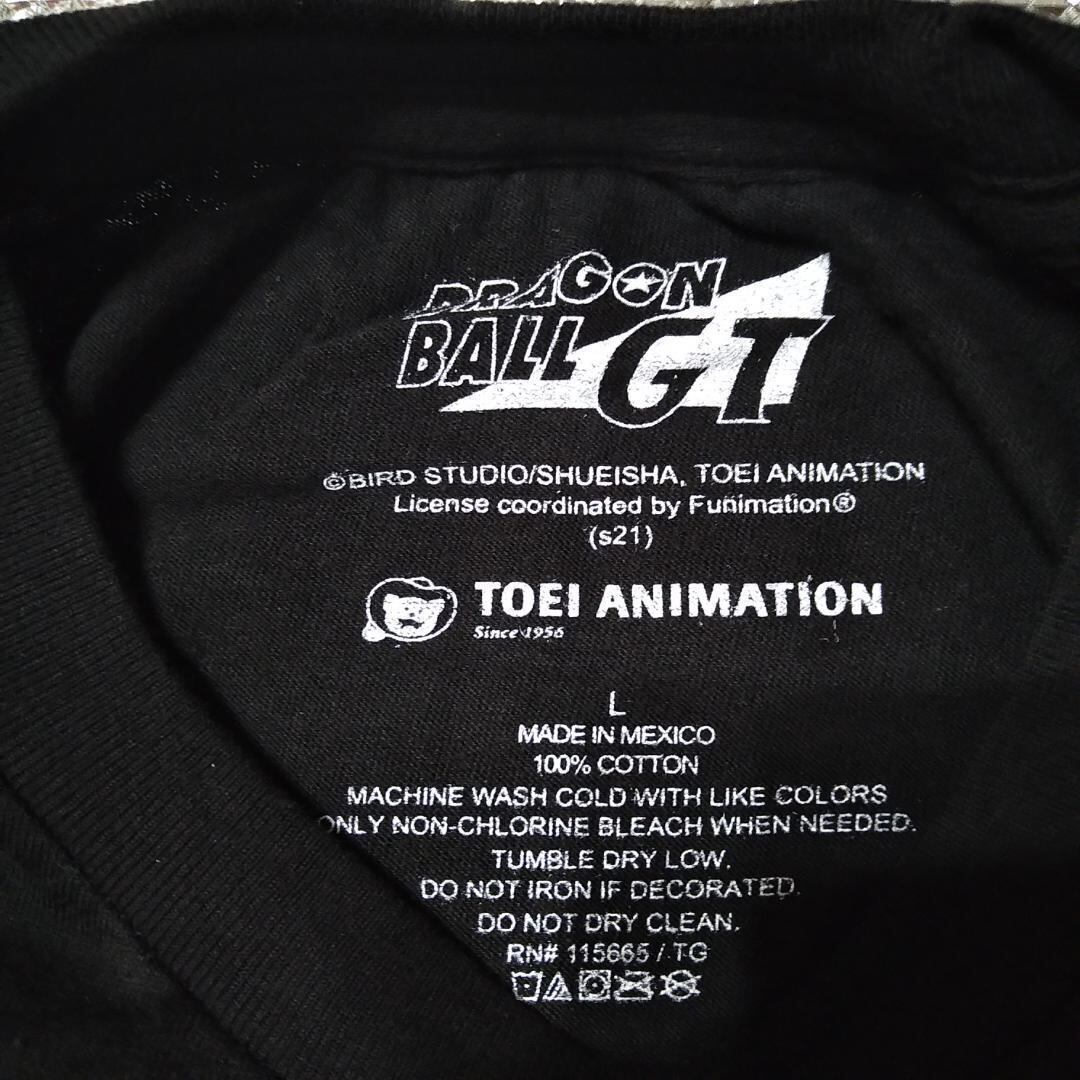 DRAGON
BALL GT
©BIRD STUDIO/SHUEISHA, TOEI ANIMATION
License coordinated by Funimation®
(s21)
TOEI ANIMATION
Since 1956
L
MADE IN MEXICO
100% COTTON
MACHINE WASH COLD WITH LIKE COLORS
ONLY NON-CHLORINE BLEACH WHEN NEEDED.
TUMBLE DRY LOW.
DO NOT IRON IF DECORATED.
DO NOT DRY CLEAN.
RN# 115665 / TG